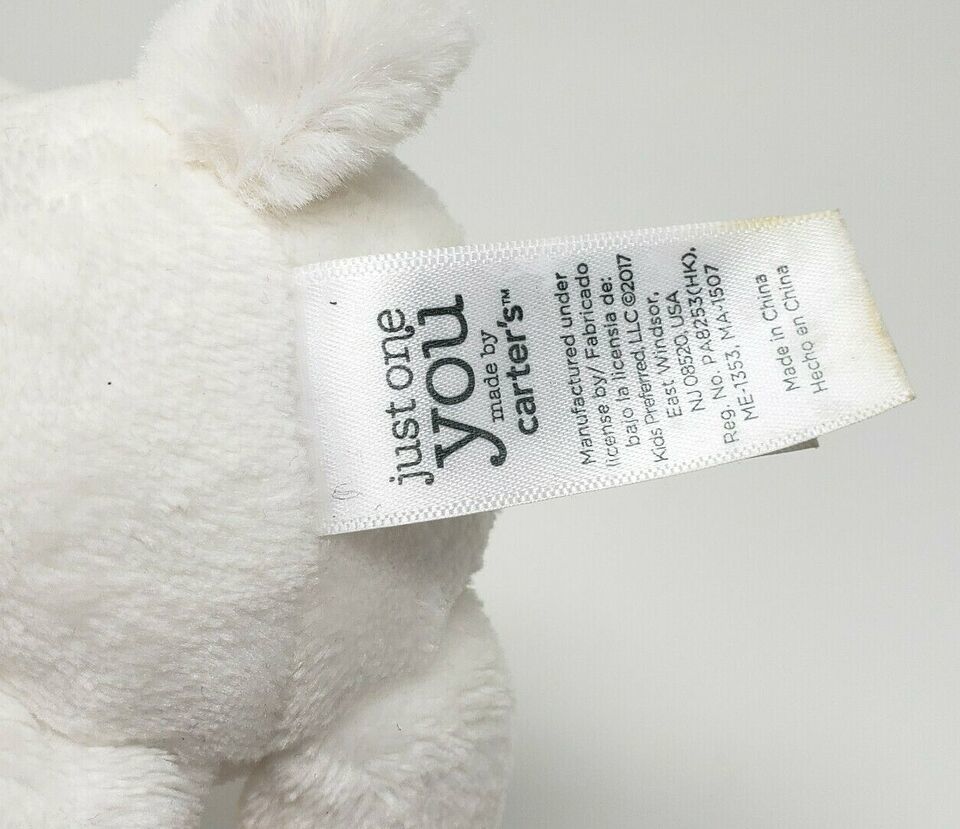 just one
you
made by
carter's™
Manufactured under
license by/ Fabricado
bajo la licensia de:
Kids Preferred, LLC ©2017
East Windsor,
NJ 08520, USA
Reg. No. PA8253(HK),
ME-1353, MA-1507
Made in China
Hecho en China